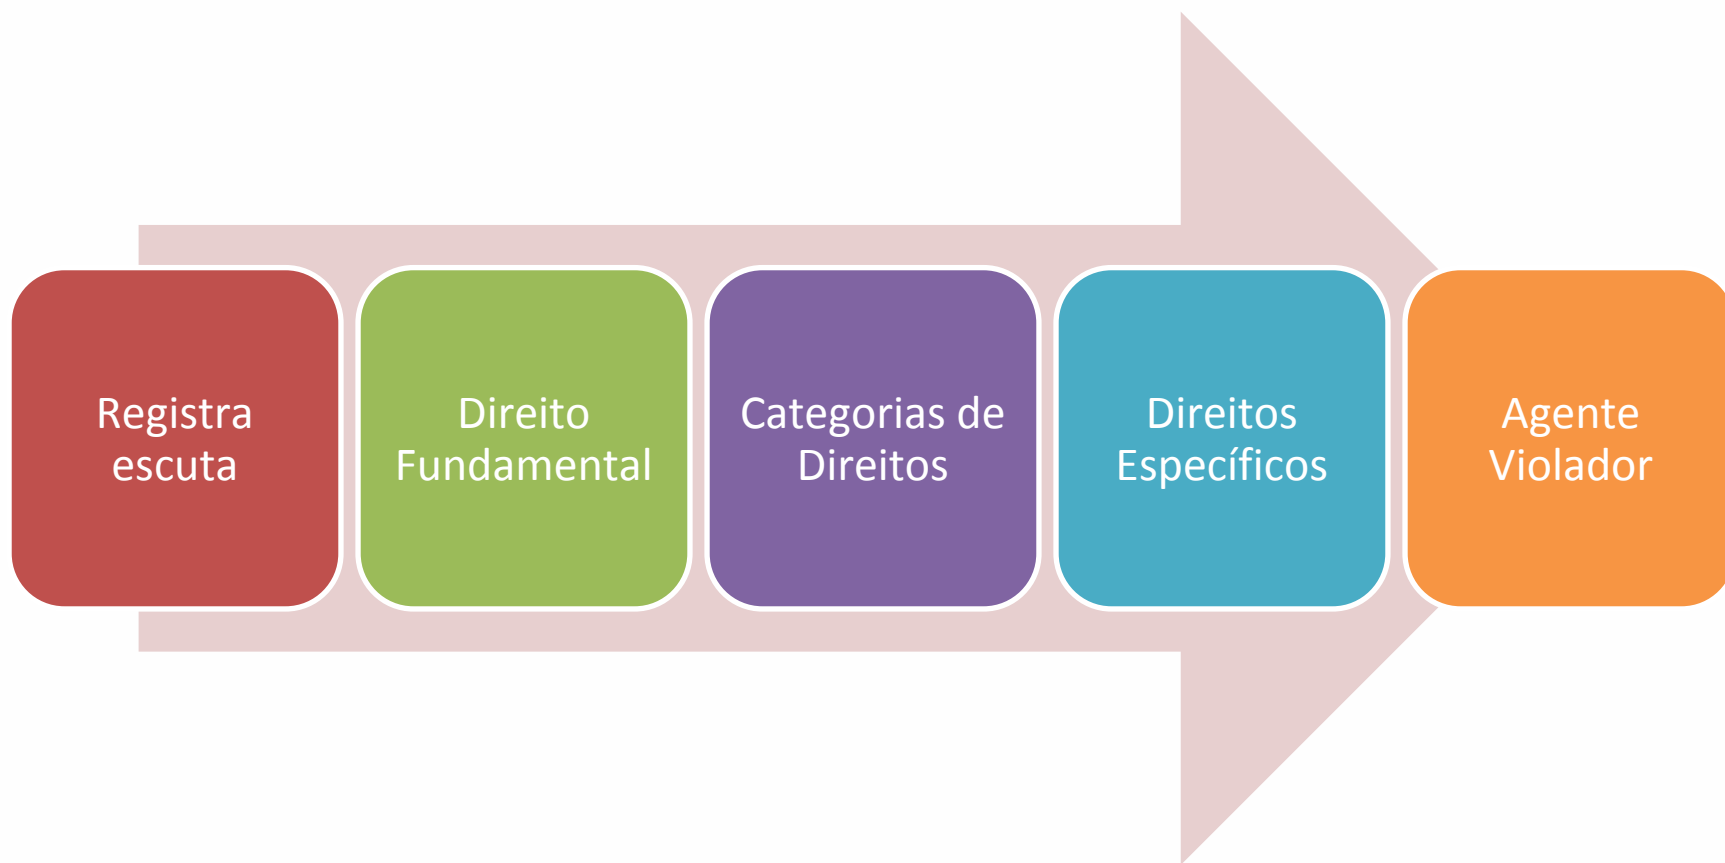 Registra
escuta
Direito
Fundamental
Categorias de
Direitos
Direitos
Específicos
Agente
Violador